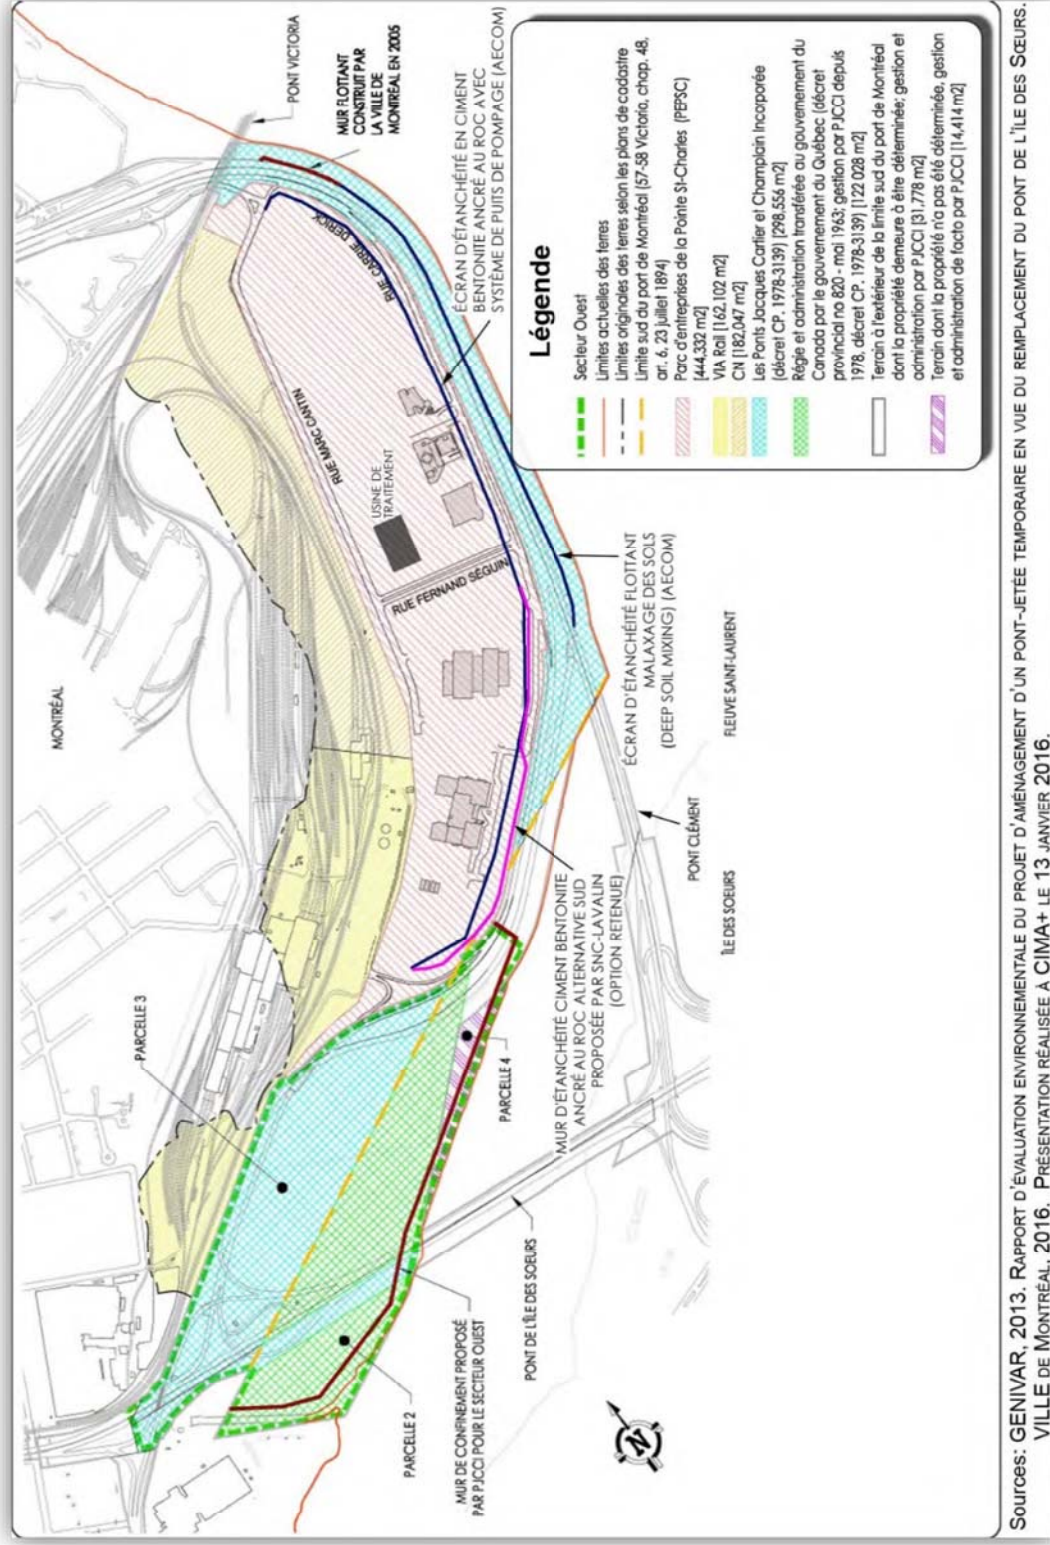 MONTRÉAL
PARCELLE 3
PONT VICTORIA
MUR FLOTTANT
CONSTRUIT PAR
LA VILLE DE
MONTRÉAL EN 2005
ÉCRAN D'ÉTANCHÉITÉ EN CIMENT
BENTONITE ANCRÉ AU ROC AVEC
SYSTÈME DE PUITS DE POMPAGE (AECOM)
RUE MARC CANTIN
RUE CARRIE DERICK
USINE DE
TRAITEMENT
RUE FERNAND SÉGUIN
PARCELLE 2
MUR DE CONFINEMENT PROPOSÉ
PAR PJCCI POUR LE SECTEUR OUEST
PONT DE L'ÎLE DES SOEURS
PARCELLE 4
MUR D'ÉTANCHÉITÉ CIMENT BENTONITE
ANCRÉ AU ROC ALTERNATIVE SUD
PROPOSÉE PAR SNC-LAVALIN
(OPTION RETENUE)
ÉCRAN D'ÉTANCHÉITÉ FLOTTANT
MALAXAGE DES SOLS
(DEEP SOIL MIXING) (AECOM)
PONT CLÉMENT
ÎLE DES SOEURS
FLEUVE SAINT-LAURENT
N
Légende
Secteur Ouest
Limites actuelles des terres
Limites originales des terres selon les plans de cadastre
Limite sud du port de Montréal (57-58 Victoria, chap. 48,
art. 6, 23 juillet 1894)
Parc d'entreprises de la Pointe St-Charles (PEPSC)
[444,332 m2]
VIA Rail [162,102 m2]
CN [182,047 m2]
Les Ponts Jacques Cartier et Champlain Incorporée
(décret CP. 1978-3139) [298,556 m2]
Régie et administration transférée au gouvernement du
Canada par le gouvernement du Québec (décret
provincial no 820 - mai 1963; gestion par PJCCI depuis
1978, décret CP. 1978-3139) [122 028 m2]
Terrain à l'extérieur de la limite sud du port de Montréal
dont la propriété demeure à être déterminée; gestion et
administration par PJCCI [31,778 m2]
Terrain dont la propriété n'a pas été déterminée, gestion
et administration de facto par PJCCI [14,414 m2]
Sources: GENIVAR, 2013. RAPPORT D'ÉVALUATION ENVIRONNEMENTALE DU PROJET D'AMÉNAGEMENT D'UN PONT-JETÉE TEMPORAIRE EN VUE DU REMPLACEMENT DU PONT DE L'ÎLE DES SŒURS.
VILLE DE MONTRÉAL, 2016. PRÉSENTATION RÉALISÉE À CIMA+ LE 13 JANVIER 2016.